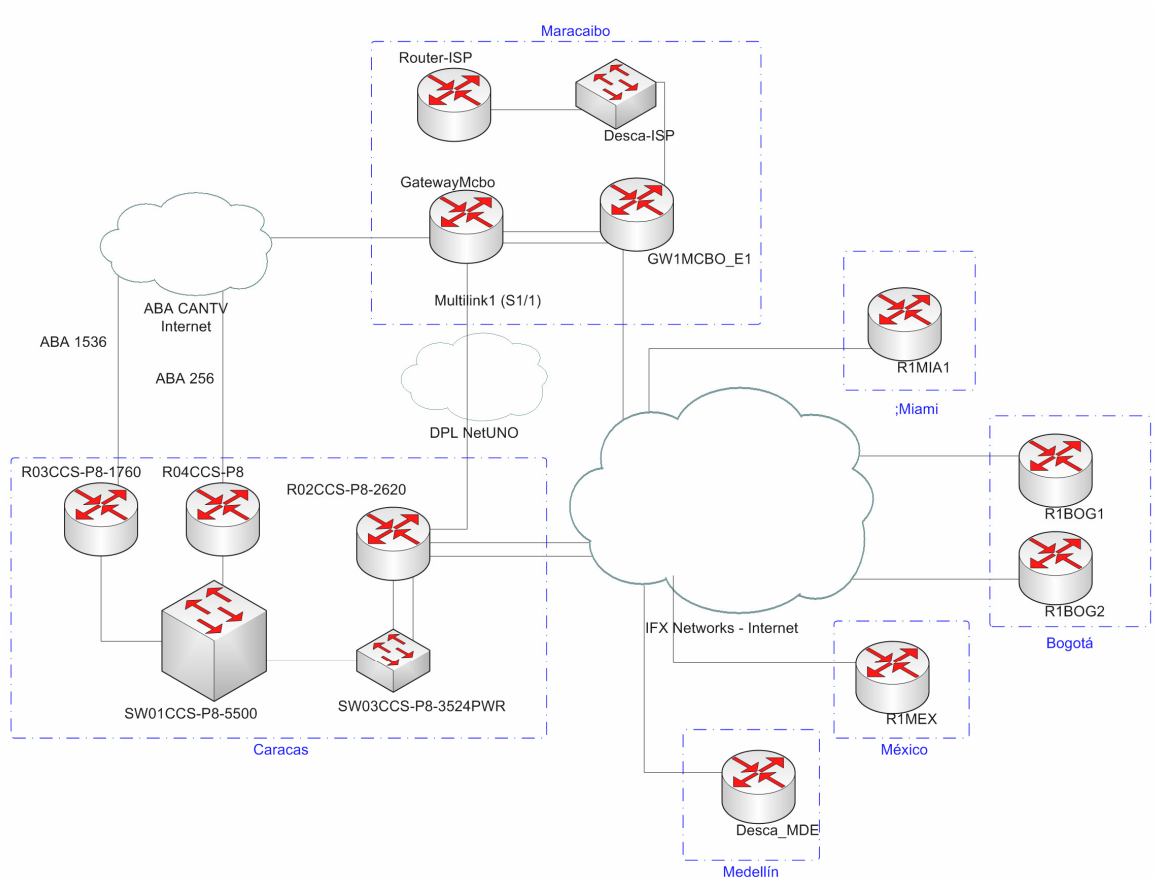 Maracaibo
Router-ISP
Desca-ISP
GatewayMcbo
GW1MCBO_E1
Multilink1 (S1/1)
ABA CANTV
Internet
ABA 1536
ABA 256
DPL NetUNO
R1MIA1
;Miami
R03CCS-P8-1760
R04CCS-P8
R02CCS-P8-2620
R1BOG1
R1BOG2
Bogotá
IFX Networks - Internet
SW01CCS-P8-5500
SW03CCS-P8-3524PWR
Caracas
R1MEX
México
Desca_MDE
Medellín